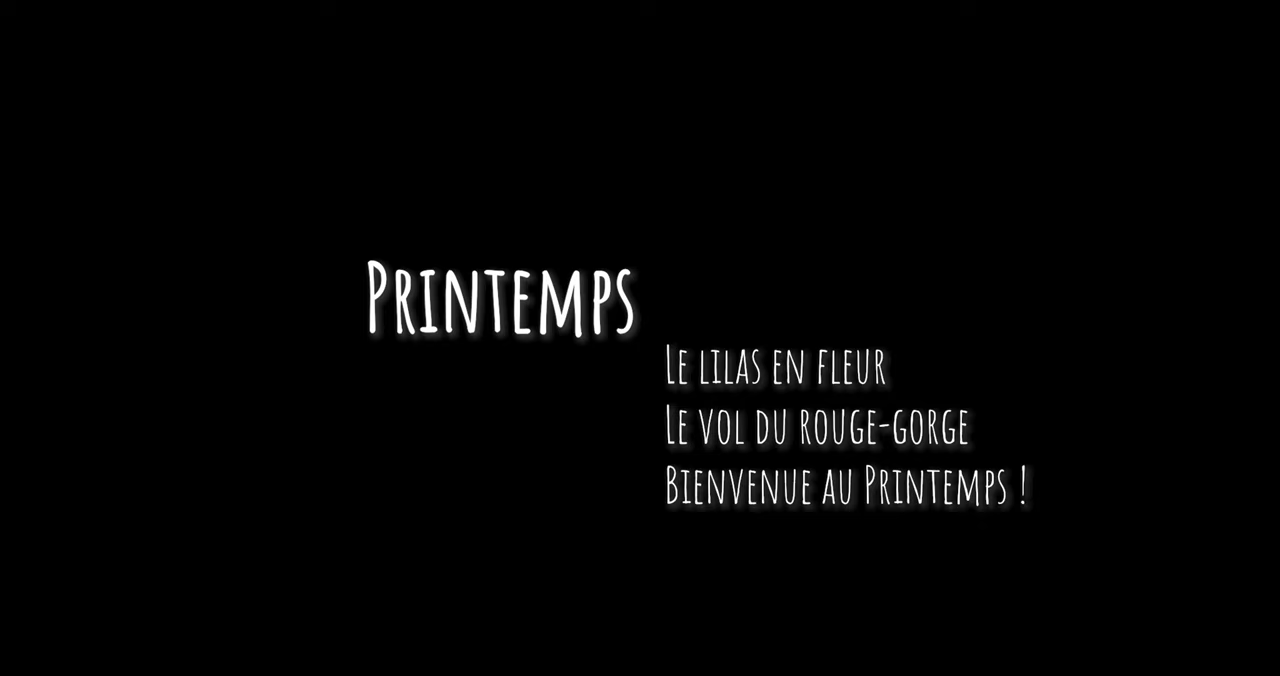 Printemps
Le lilas en fleur
Le vol du rouge-gorge
Bienvenue au Printemps !